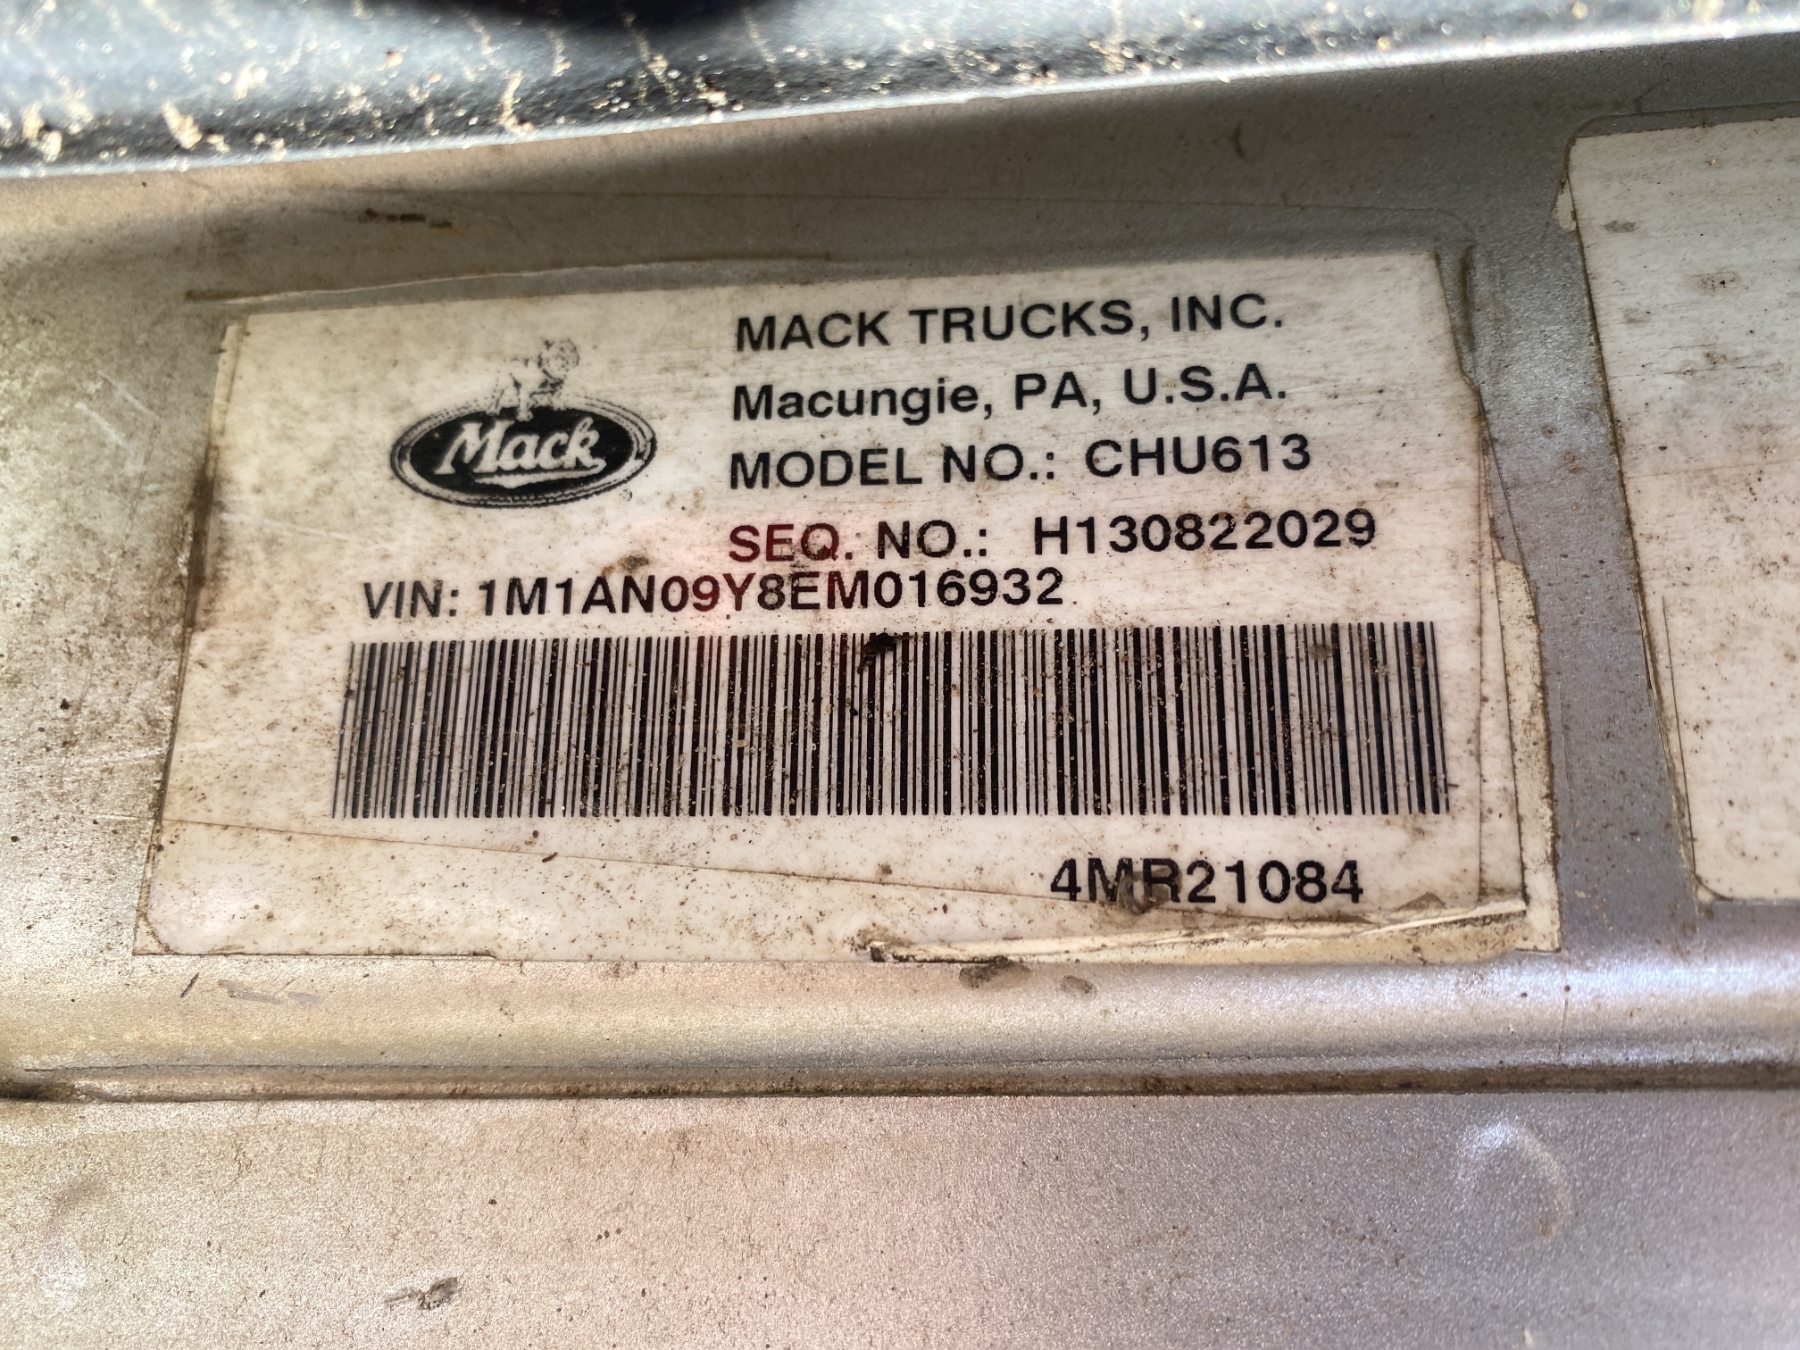 Mack
MACK TRUCKS, INC.
Macungie, PA, U.S.A.
MODEL NO.: CHU613
SEQ. NO.: H130822029
VIN: 1M1AN09Y8EM016932
4MR21084